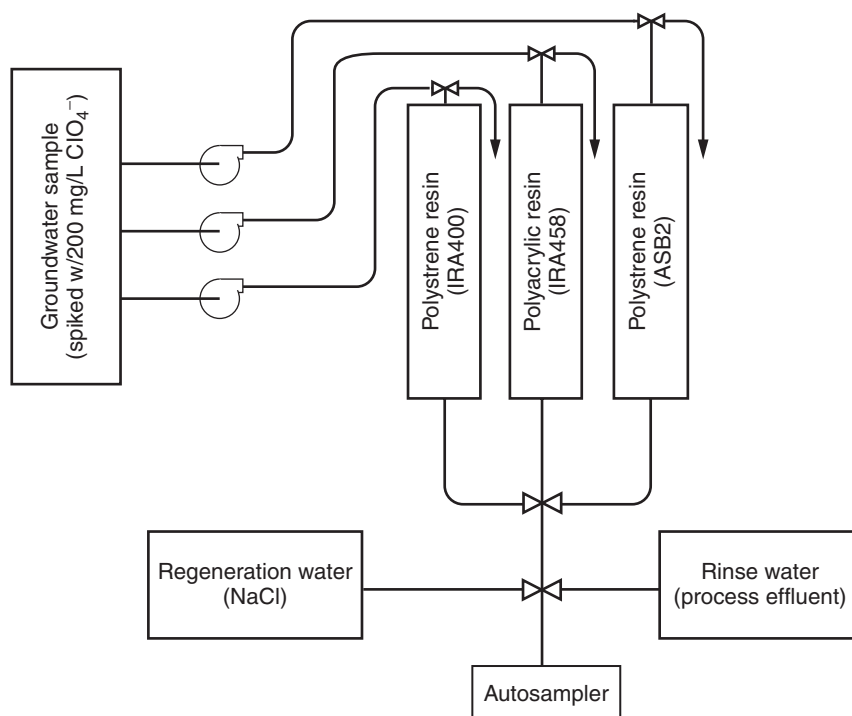 Groundwater sample
(spiked w/200 mg/L ClO₄⁻)
Polystrene resin
(IRA400)
Polyacrylic resin
(IRA458)
Polystrene resin
(ASB2)
Regeneration water
(NaCl)
Rinse water
(process effluent)
Autosampler